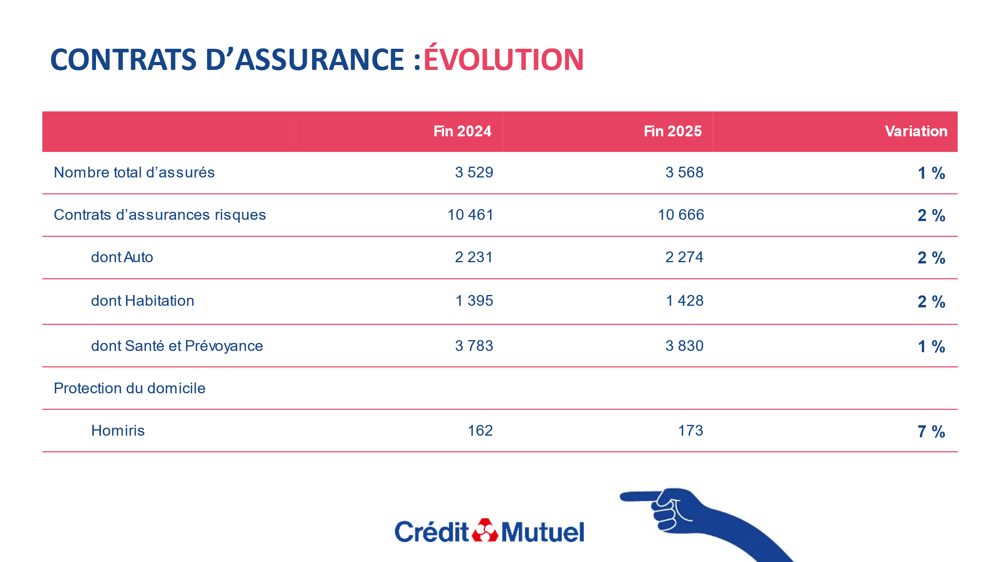 CONTRATS D’ASSURANCE :ÉVOLUTION
Fin 2024 Fin 2025 Variation
Nombre total d’assurés 3 529 3 568 1 %
Contrats d’assurances risques 10 461 10 666 2 %
dont Auto 2 231 2 274 2 %
dont Habitation 1 395 1 428 2 %
dont Santé et Prévoyance 3 783 3 830 1 %
Protection du domicile
Homiris 162 173 7 %
Crédit Mutuel